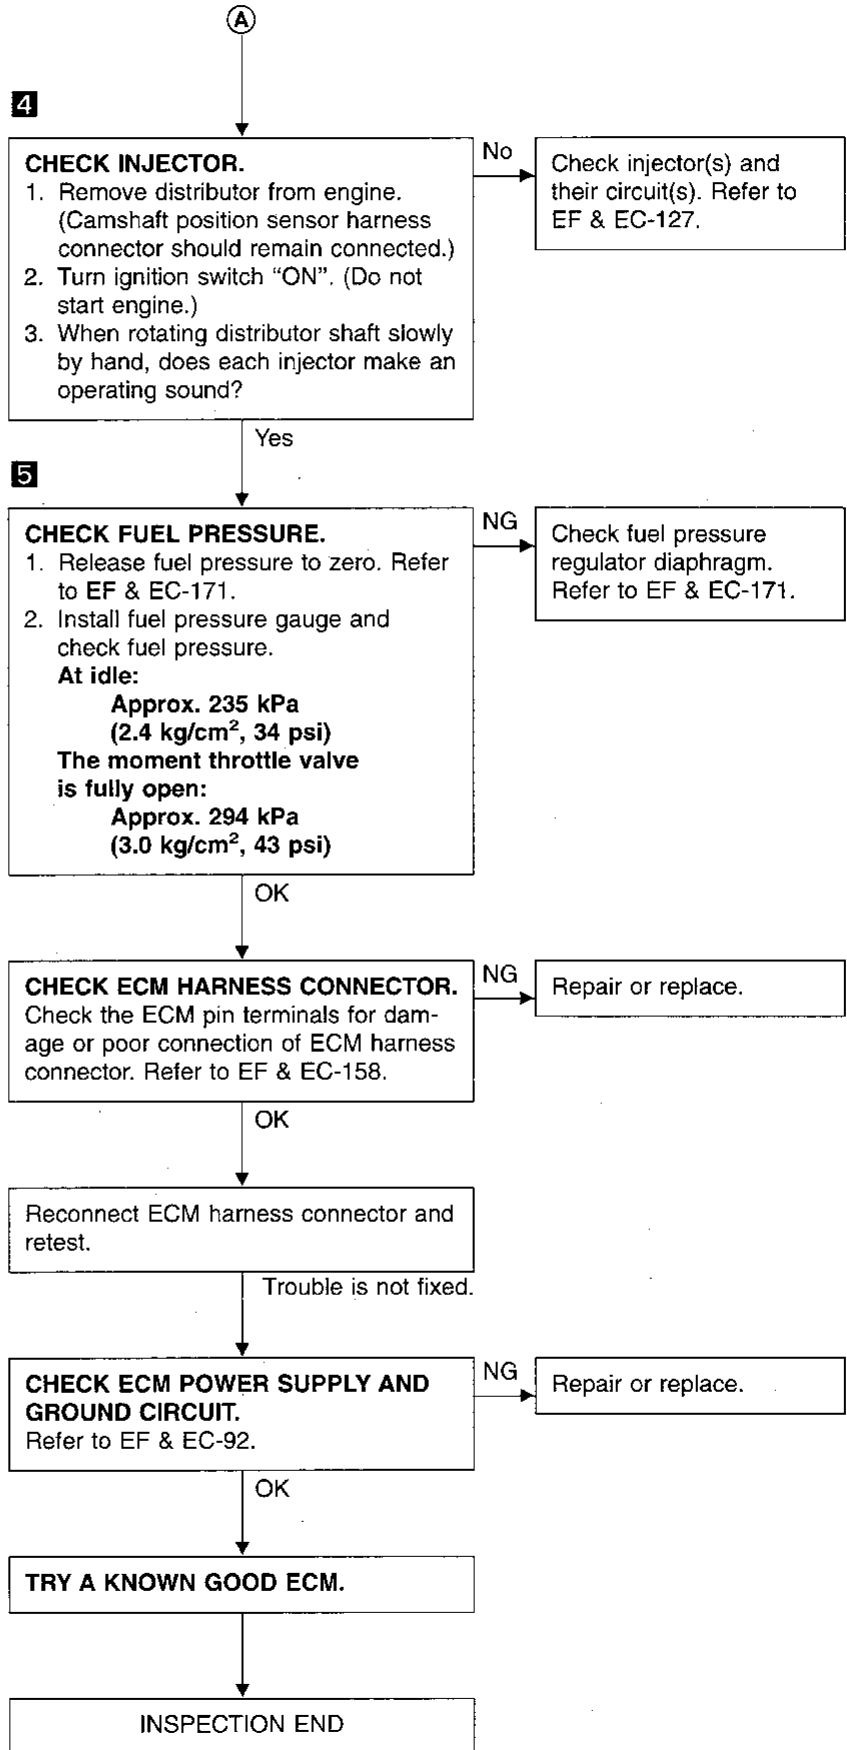 A
4
CHECK INJECTOR.
1. Remove distributor from engine.
(Camshaft position sensor harness
connector should remain connected.)
2. Turn ignition switch “ON”. (Do not
start engine.)
3. When rotating distributor shaft slowly
by hand, does each injector make an
operating sound?
No
Check injector(s) and
their circuit(s). Refer to
EF & EC-127.
Yes
5
CHECK FUEL PRESSURE.
1. Release fuel pressure to zero. Refer
to EF & EC-171.
2. Install fuel pressure gauge and
check fuel pressure.
At idle:
Approx. 235 kPa
(2.4 kg/cm², 34 psi)
The moment throttle valve
is fully open:
Approx. 294 kPa
(3.0 kg/cm², 43 psi)
NG
Check fuel pressure
regulator diaphragm.
Refer to EF & EC-171.
OK
CHECK ECM HARNESS CONNECTOR.
Check the ECM pin terminals for dam-
age or poor connection of ECM harness
connector. Refer to EF & EC-158.
NG
Repair or replace.
OK
Reconnect ECM harness connector and
retest.
Trouble is not fixed.
CHECK ECM POWER SUPPLY AND
GROUND CIRCUIT.
Refer to EF & EC-92.
NG
Repair or replace.
OK
TRY A KNOWN GOOD ECM.
INSPECTION END